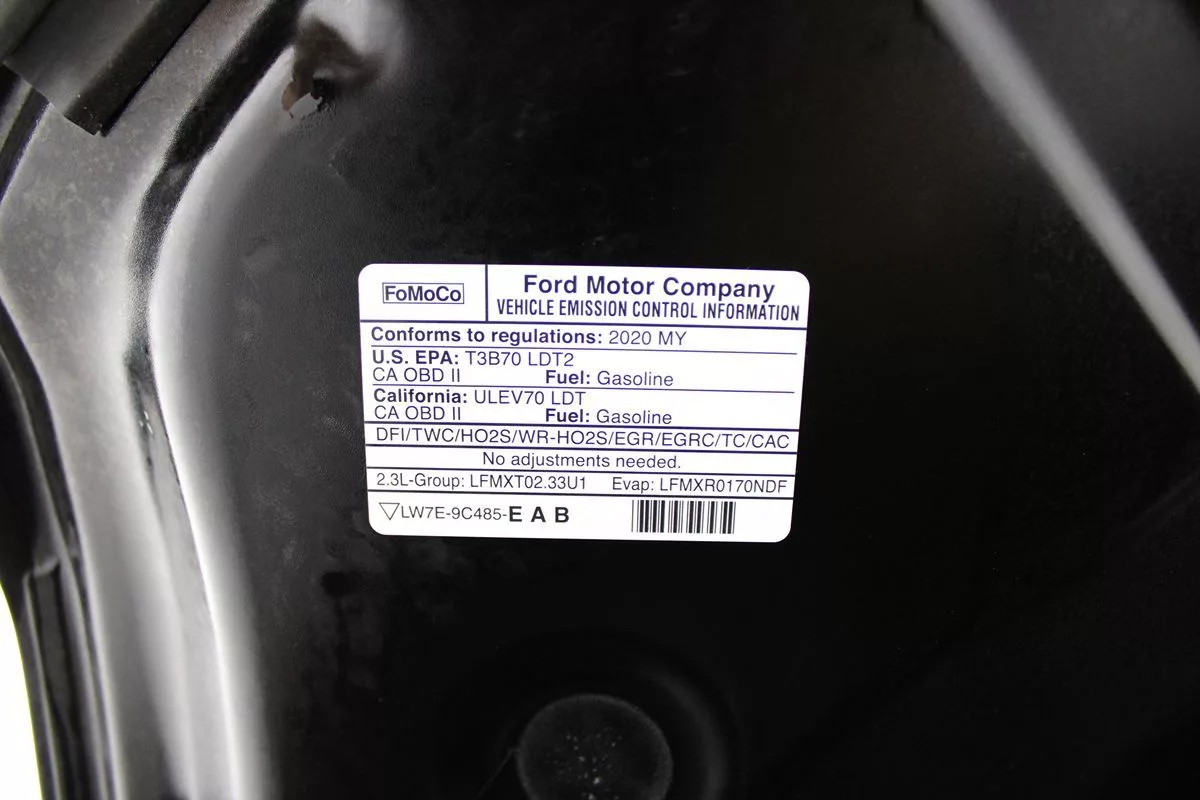 FoMoCo
Ford Motor Company
VEHICLE EMISSION CONTROL INFORMATION
Conforms to regulations: 2020 MY
U.S. EPA: T3B70 LDT2
CA OBD II Fuel: Gasoline
California: ULEV70 LDT
CA OBD II Fuel: Gasoline
DFI/TWC/HO2S/WR-HO2S/EGR/EGRC/TC/CAC
No adjustments needed.
2.3L-Group: LFMXT02.33U1 Evap: LFMXR0170NDF
LW7E-9C485-E A B